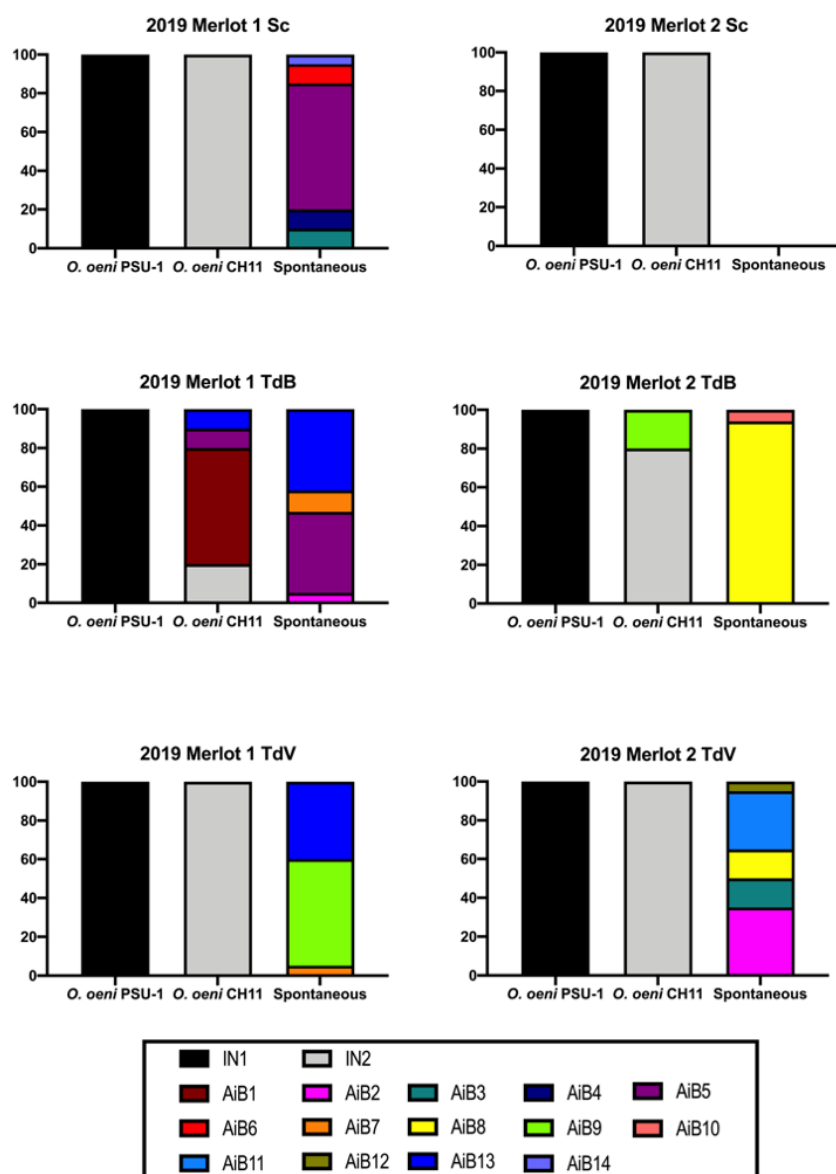 2019 Merlot 1 Sc
100
80
60
40
20
0
O. oeni PSU-1 O. oeni CH11 Spontaneous
2019 Merlot 2 Sc
100
80
60
40
20
0
O. oeni PSU-1 O. oeni CH11 Spontaneous
2019 Merlot 1 TdB
100
80
60
40
20
0
O. oeni PSU-1 O. oeni CH11 Spontaneous
2019 Merlot 2 TdB
100
80
60
40
20
0
O. oeni PSU-1 O. oeni CH11 Spontaneous
2019 Merlot 1 TdV
100
80
60
40
20
0
O. oeni PSU-1 O. oeni CH11 Spontaneous
2019 Merlot 2 TdV
100
80
60
40
20
0
O. oeni PSU-1 O. oeni CH11 Spontaneous
IN1 IN2
AiB1 AiB2 AiB3 AiB4 AiB5
AiB6 AiB7 AiB8 AiB9 AiB10
AiB11 AiB12 AiB13 AiB14